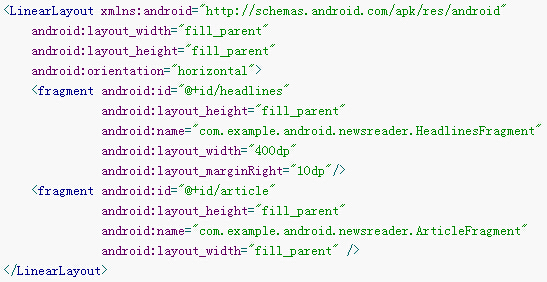 <LinearLayout xmlns:android="http://schemas.android.com/apk/res/android"
    android:layout_width="fill_parent"
    android:layout_height="fill_parent"
    android:orientation="horizontal">
    <fragment android:id="@+id/headlines"
              android:layout_height="fill_parent"
              android:name="com.example.android.newsreader.HeadlinesFragment"
              android:layout_width="400dp"
              android:layout_marginRight="10dp"/>
    <fragment android:id="@+id/article"
              android:layout_height="fill_parent"
              android:name="com.example.android.newsreader.ArticleFragment"
              android:layout_width="fill_parent" />
</LinearLayout>